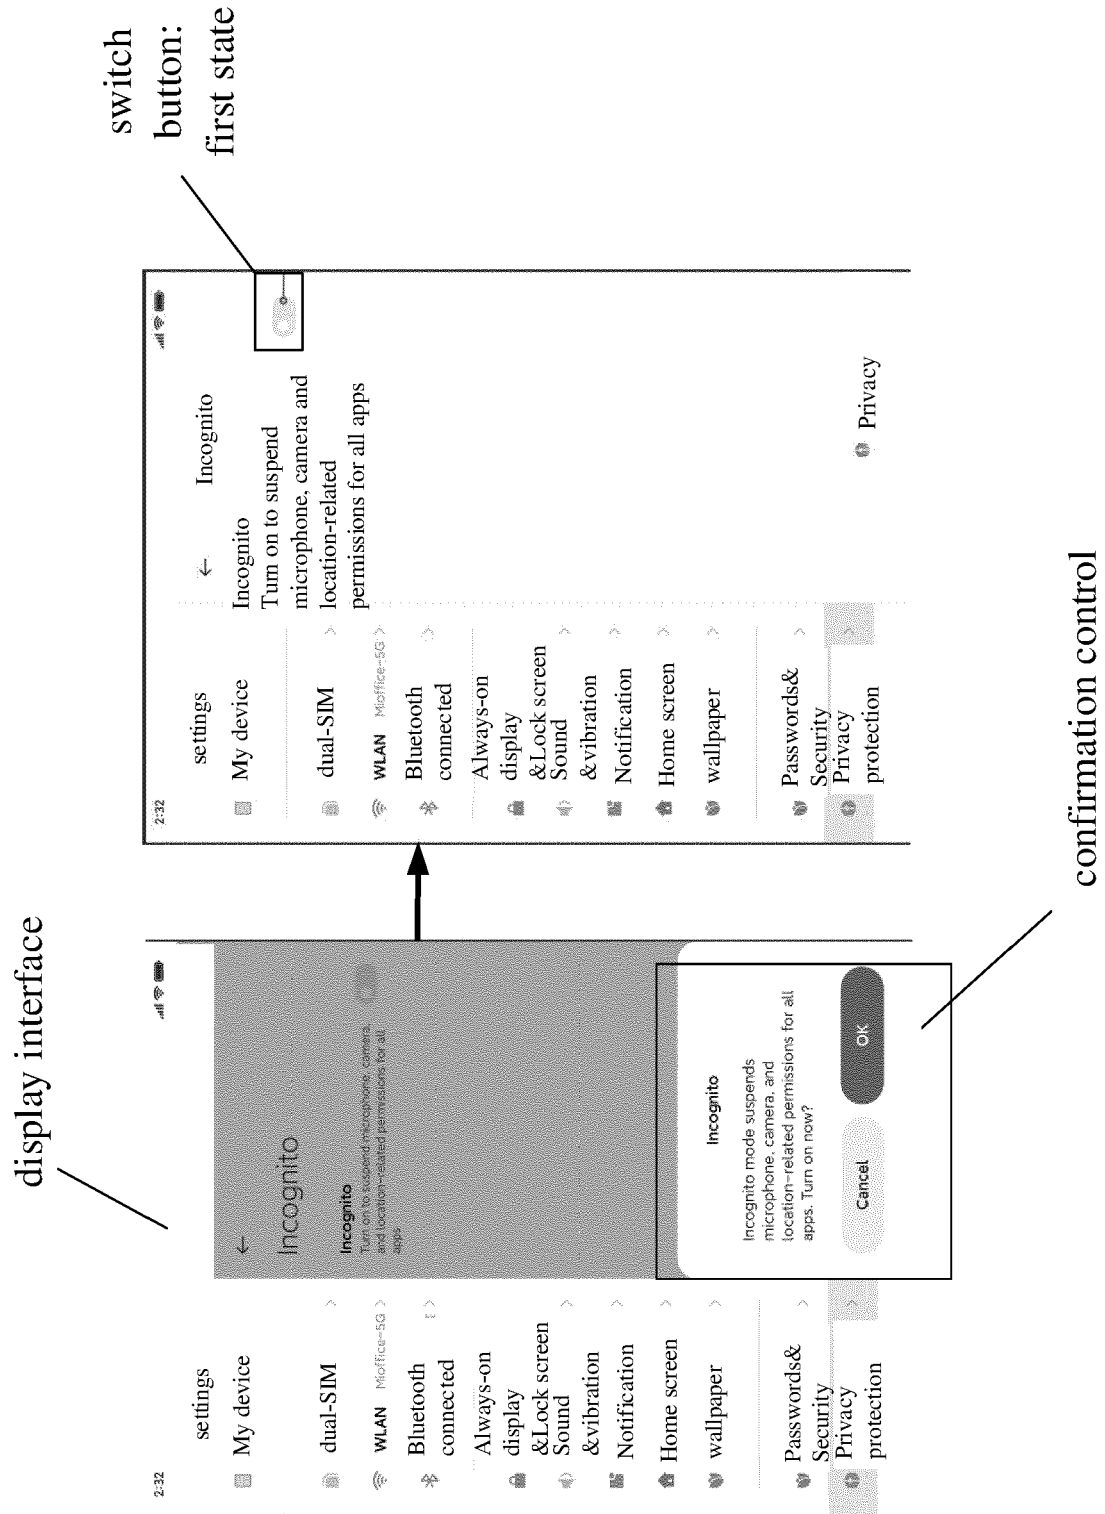 display interface
2:32
settings
My device
dual-SIM
WLAN Mioffice-5G
Bluetooth
connected
Always-on
display
&Lock screen
Sound
&vibration
Notification
Home screen
wallpaper
Passwords&
Security
Privacy
protection
Incognito
Incognito
Turn on to suspend microphone, camera,
and location-related permissions for all
apps
Incognito
Incognito mode suspends
microphone, camera, and
location-related permissions for all
apps. Turn on now?
Cancel
OK
confirmation control
2:32
settings
My device
dual-SIM
WLAN Mioffice-5G
Bluetooth
connected
Always-on
display
&Lock screen
Sound
&vibration
Notification
Home screen
wallpaper
Passwords&
Security
Privacy
protection
Incognito
Incognito
Turn on to suspend
microphone, camera and
location-related
permissions for all apps
Privacy
switch
button:
first state